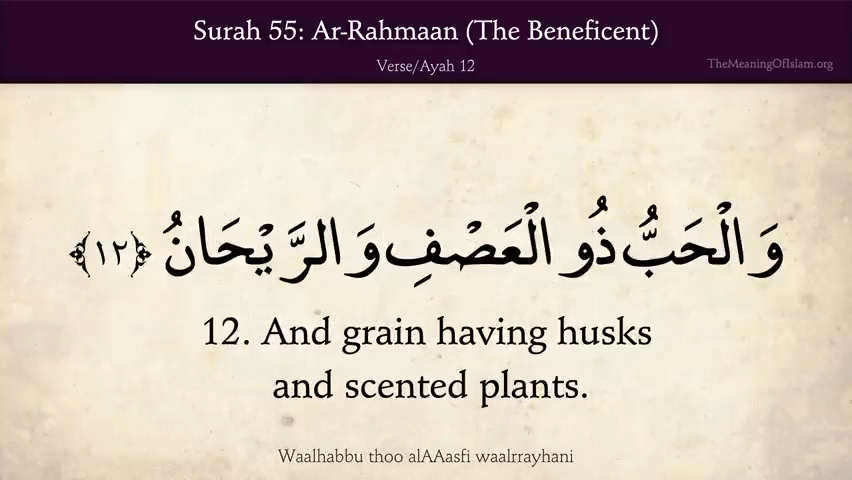 Surah 55: Ar-Rahmaan (The Beneficent)
Verse/Ayah 12
TheMeaningOfIslam.org
وَالْحَبُّ ذُو الْعَصْفِ وَالرَّيْحَانُ ﴿١٢﴾
12. And grain having husks
and scented plants.
Waalhabbu thoo alAAasfi waalrrayhani